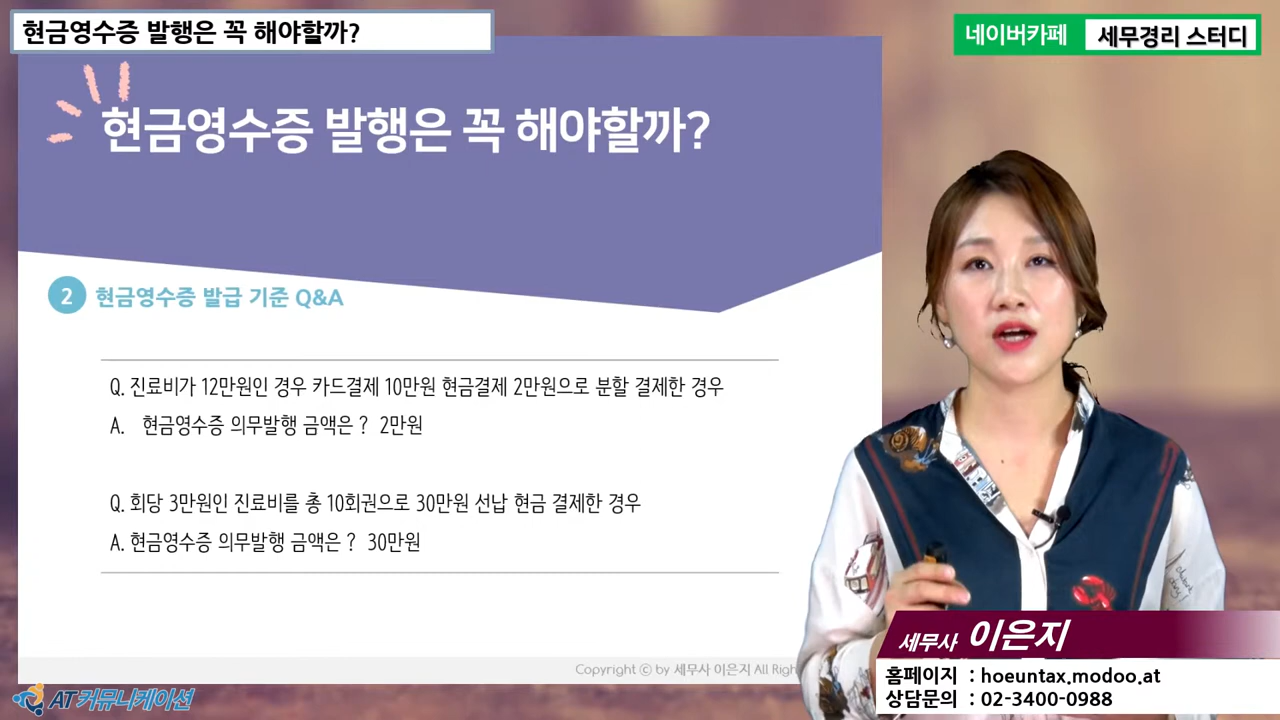 현금영수증 발행은 꼭 해야할까?
네이버카페 세무경리 스터디
현금영수증 발행은 꼭 해야할까?
2 현금영수증 발급 기준 Q&A
Q. 진료비가 12만원인 경우 카드결제 10만원 현금결제 2만원으로 분할 결제한 경우
A. 현금영수증 의무발행 금액은 ? 2만원
Q. 회당 3만원인 진료비를 총 10회권으로 30만원 선납 현금 결제한 경우
A. 현금영수증 의무발행 금액은 ? 30만원
Copyright ⓒ by 세무사 이은지 All
세무사 이은지
홈페이지 : hoeuntax.modoo.at
상담문의 : 02-3400-0988
AT커뮤니케이션